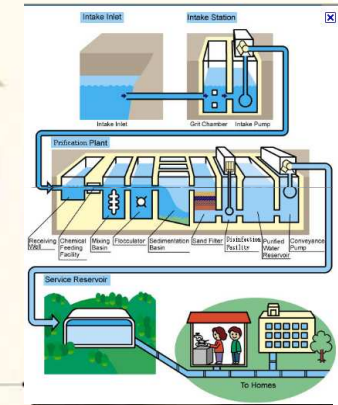 Intake Inlet
Intake Station
Intake Inlet
Grit Chamber
Intake Pump
Prification Plant
Receiving Well
Chemical Feeding Facility
Mixing Basin
Flocculator
Sedimentation Basin
Sand Filter
Disinfection Facility
Purified Water Reservoir
Conveyance Pump
Service Reservoir
To Homes